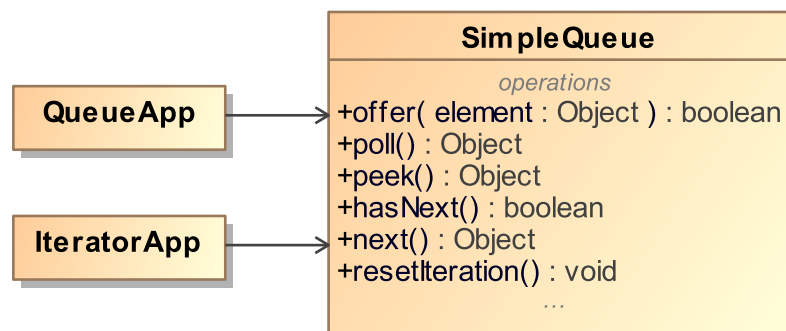 SimpleQueue
operations
+offer( element : Object ) : boolean
+poll() : Object
+peek() : Object
+hasNext() : boolean
+next() : Object
+resetIteration() : void
...
QueueApp
IteratorApp